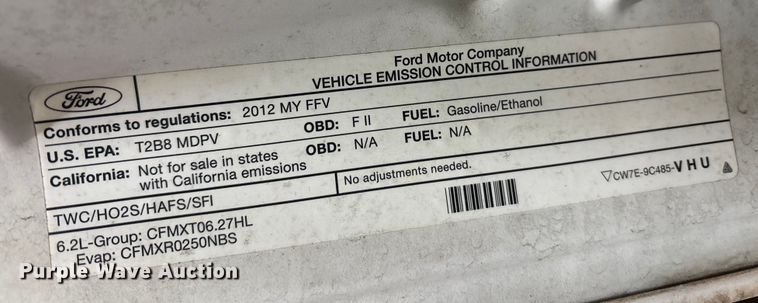 Ford Motor Company
VEHICLE EMISSION CONTROL INFORMATION
Ford
Conforms to regulations: 2012 MY FFV
U.S. EPA: T2B8 MDPV OBD: F II FUEL: Gasoline/Ethanol
California: Not for sale in states with California emissions OBD: N/A FUEL: N/A
No adjustments needed.
TWC/HO2S/HAFS/SFI
▽CW7E-9C485-VHU
6.2L-Group: CFMXT06.27HL
Evap: CFMXR0250NBS
Purple Wave Auction